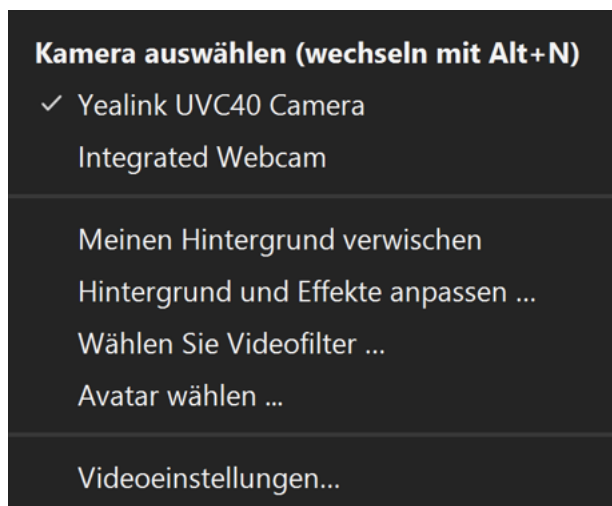 Kamera auswählen (wechseln mit Alt+N)
✓ Yealink UVC40 Camera
Integrated Webcam
Meinen Hintergrund verwischen
Hintergrund und Effekte anpassen ...
Wählen Sie Videofilter ...
Avatar wählen ...
Videoeinstellungen...